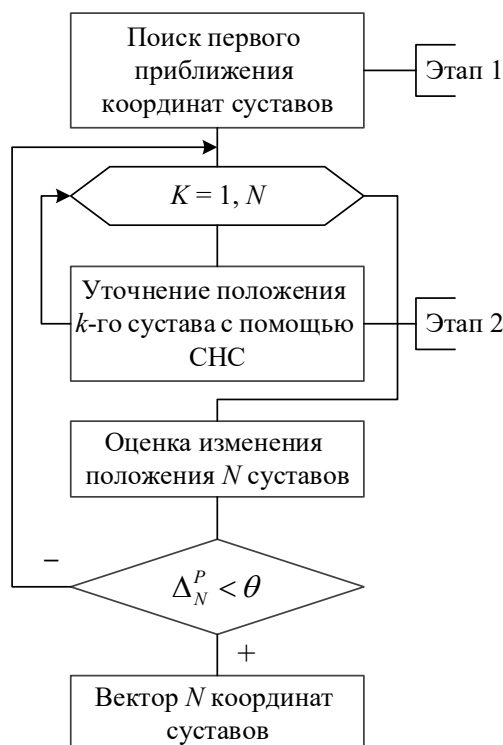 Поиск первого
приближения
координат суставов
Этап 1
K = 1, N
Уточнение положения
k-го сустава с помощью
СНС
Этап 2
Оценка изменения
положения N суставов
−
Δ_N^P < θ
+
Вектор N координат
суставов